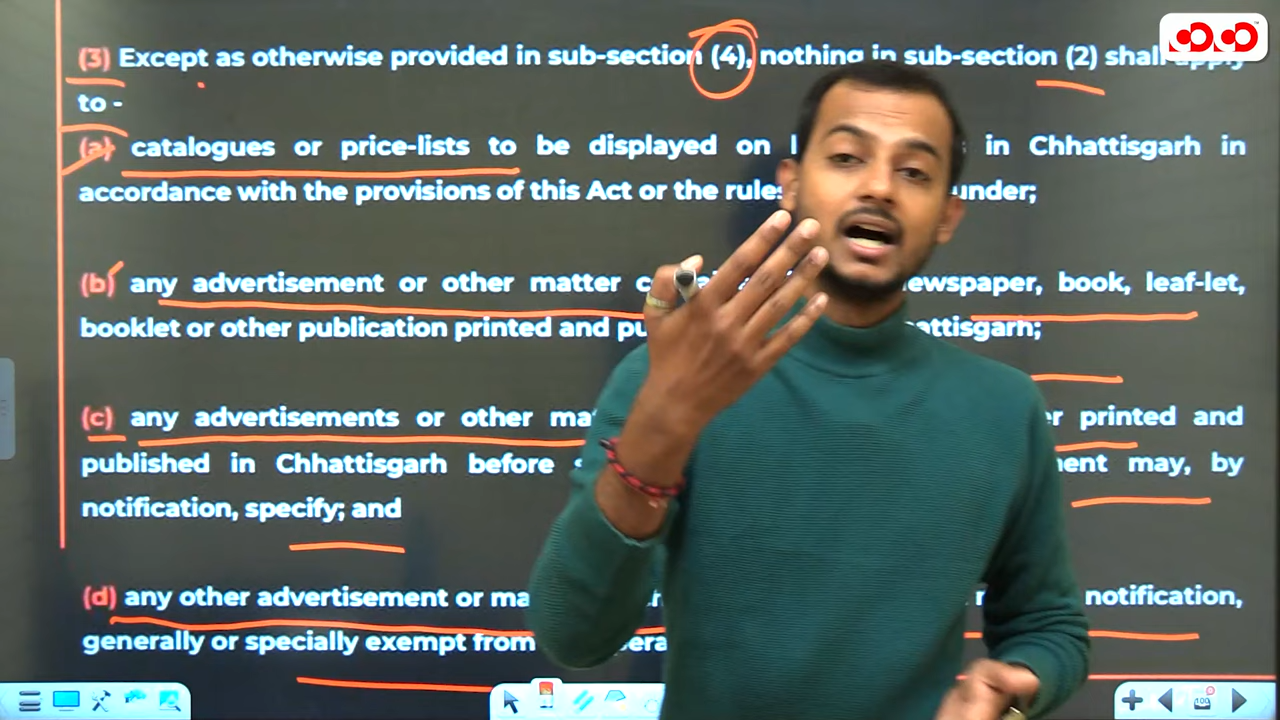 (3) Except as otherwise provided in sub-section (4), nothing in sub-section (2) shall apply
to -
(a) catalogues or price-lists to be displayed on in Chhattisgarh in
accordance with the provisions of this Act or the rules under;
(b) any advertisement or other matter newspaper, book, leaf-let,
booklet or other publication printed and
(c) any advertisements or other printed and
published in Chhattisgarh before may, by
notification, specify; and
(d) any other advertisement or notification,
generally or specially exempt from
100